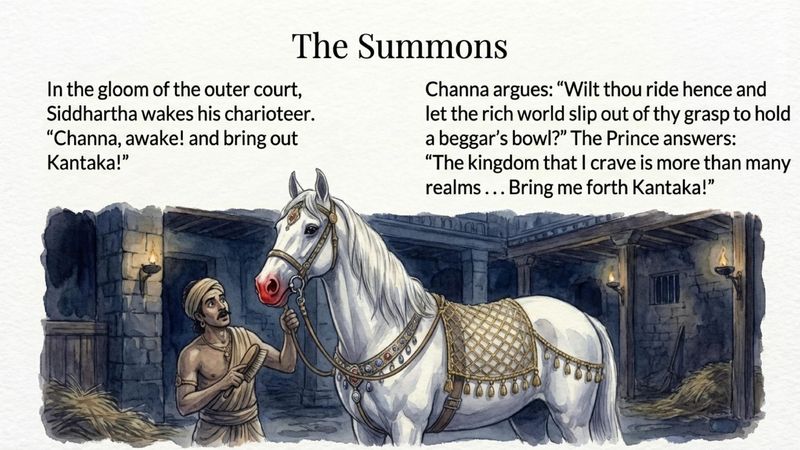 The Summons
In the gloom of the outer court,
Siddhartha wakes his charioteer.
“Channa, awake! and bring out
Kantaka!”
Channa argues: “Wilt thou ride hence and
let the rich world slip out of thy grasp to hold
a beggar’s bowl?” The Prince answers:
“The kingdom that I crave is more than many
realms . . . Bring me forth Kantaka!”